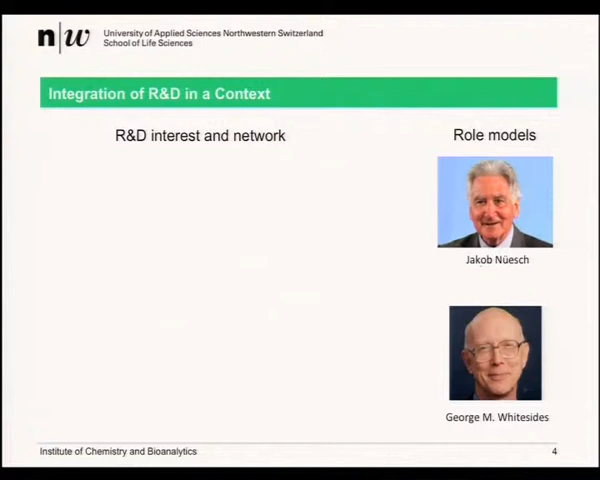 n|w University of Applied Sciences Northwestern Switzerland
School of Life Sciences
Integration of R&D in a Context
R&D interest and network
Role models
Jakob Nüesch
George M. Whitesides
Institute of Chemistry and Bioanalytics
4